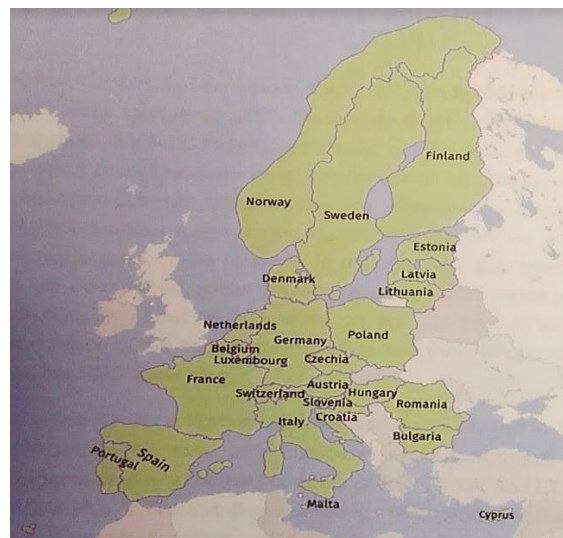 Finland
Norway
Sweden
Estonia
Latvia
Denmark
Lithuania
Netherlands
Germany
Poland
Belgium
Luxembourg
Czechia
France
Austria
Switzerland
Hungary
Slovenia
Romania
Croatia
Italy
Bulgaria
Spain
Portugal
Malta
Cyprus